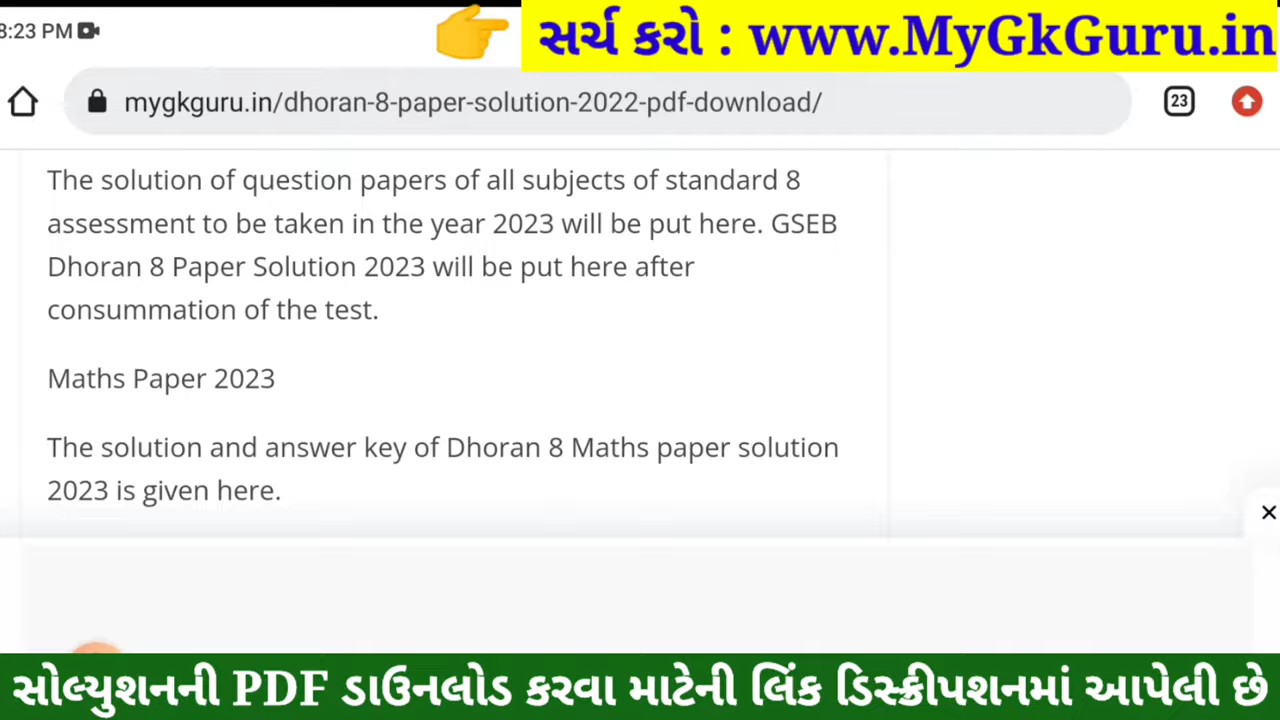 8:23 PM
સર્ચ કરો : www.MyGkGuru.in
mygkguru.in/dhoran-8-paper-solution-2022-pdf-download/
23
The solution of question papers of all subjects of standard 8
assessment to be taken in the year 2023 will be put here. GSEB
Dhoran 8 Paper Solution 2023 will be put here after
consummation of the test.
Maths Paper 2023
The solution and answer key of Dhoran 8 Maths paper solution
2023 is given here.
સોલ્યુશનની PDF ડાઉનલોડ કરવા માટેની લિંક ડિસ્ક્રીપશનમાં આપેલી છે